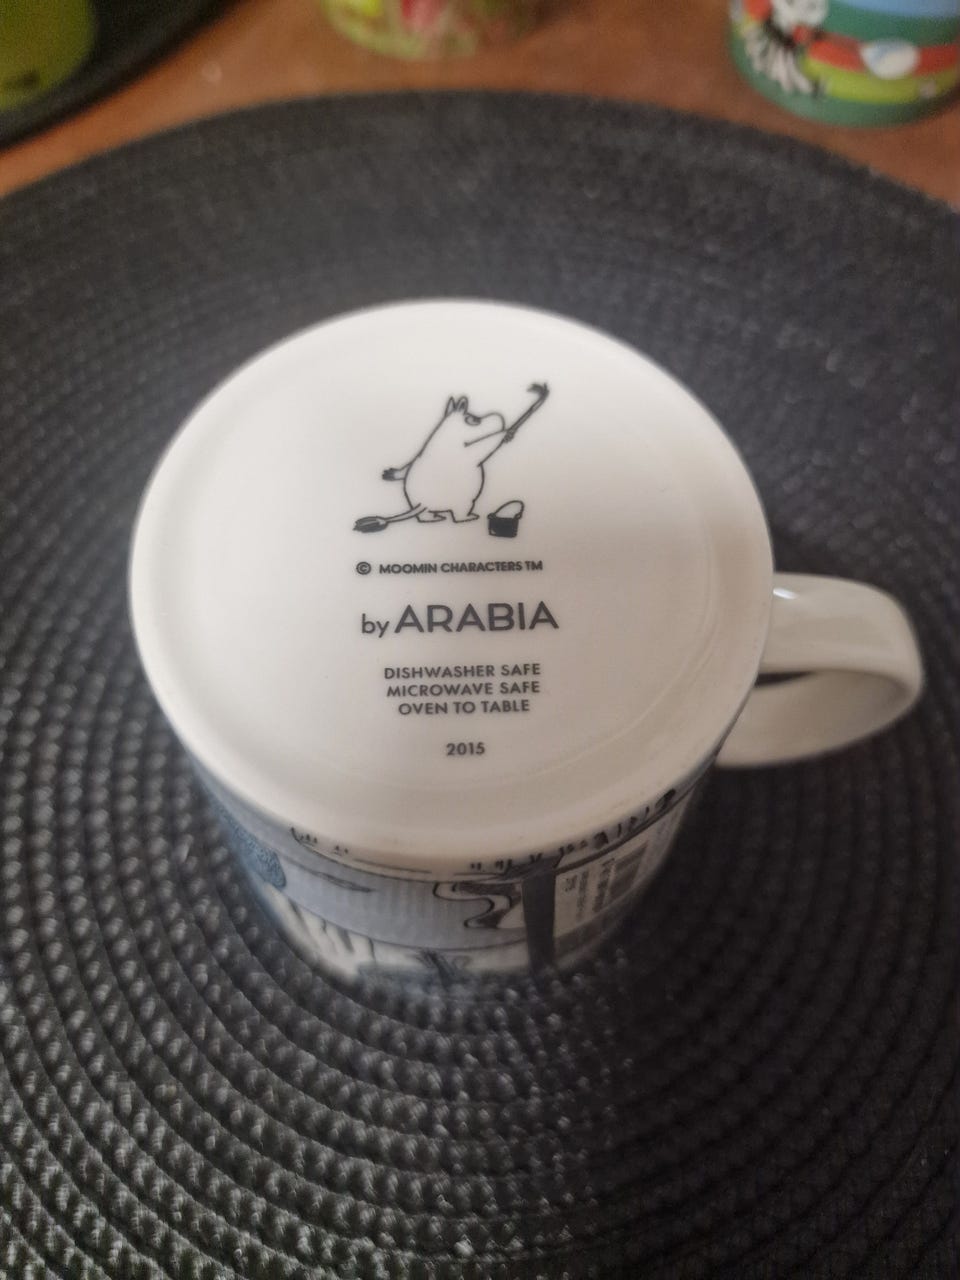 © MOOMIN CHARACTERS TM
by ARABIA
DISHWASHER SAFE
MICROWAVE SAFE
OVEN TO TABLE
2015